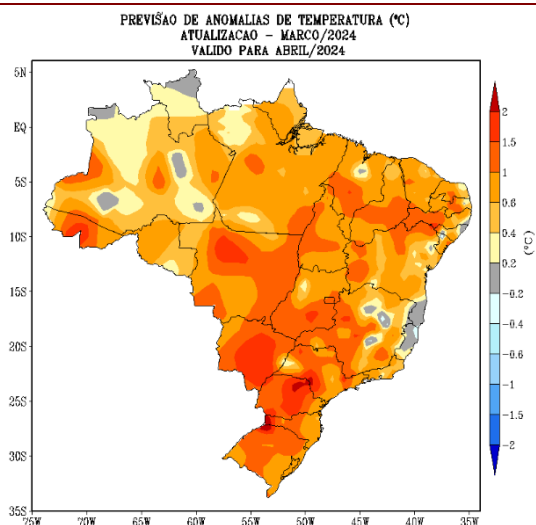 PREVISÃO DE ANOMALIAS DE TEMPERATURA (°C)
ATUALIZACAO – MARCO/2024
VALIDO PARA ABRIL/2024
5N
EQ
5S
10S
15S
20S
25S
30S
35S
75W
70W
65W
60W
55W
50W
45W
40W
35W
2
1.5
1
0.6
0.4
0.2
-0.2
-0.4
-0.6
-1
-1.5
-2
(°C)